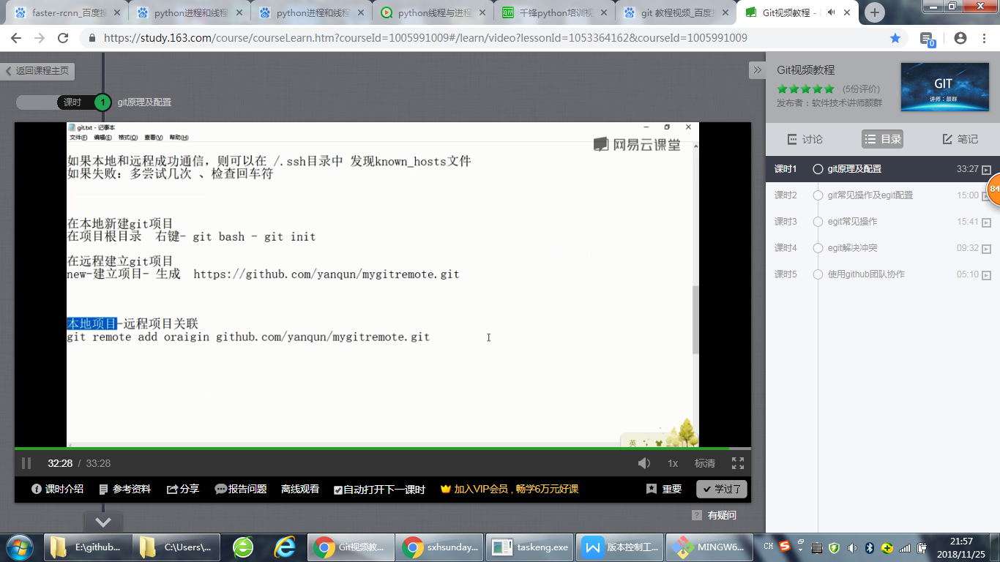 faster-rcnn_百度搜
python进程和线程
python进程和线程
python线程与进程
千锋python培训视
git 教程视频_百度
Git视频教程 -
https://study.163.com/course/courseLearn.htm?courseId=1005991009#/learn/video?lessonId=1053364162&courseId=1005991009
0
返回课程主页
课时 1 git原理及配置
git.txt - 记事本
文件(F) 编辑(E) 格式(O) 查看(V) 帮助(H)
网易云课堂
如果本地和远程成功通信，则可以在 /.ssh目录中 发现known_hosts文件
如果失败：多尝试几次 、检查回车符
在本地新建git项目
在项目根目录 右键- git bash - git init
在远程建立git项目
new-建立项目- 生成 https://github.com/yanqun/mygitremote.git
本地项目-远程项目关联
git remote add oraigin github.com/yanqun/mygitremote.git
英
32:28 / 33:28
1x 标清
课时介绍 参考资料 分享 报告问题 离线观看 自动打开下一课时 加入VIP会员，畅学6万元好课 重要 学过了
? 有疑问
Git视频教程
(5份评价)
发布者：软件技术讲师颜群
GIT
讲师：颜群
讨论 目录 笔记
课时1 git原理及配置 33:27
课时2 git常见操作及egit配置 15:00
课时3 egit常见操作 15:41
课时4 egit解决冲突 09:32
课时5 使用github团队协作 05:10
84
E:\github...
C:\Users\...
Git视频教...
sxhsunday...
taskeng.exe
版本控制工...
MINGW6...
CH
21:57
2018/11/25